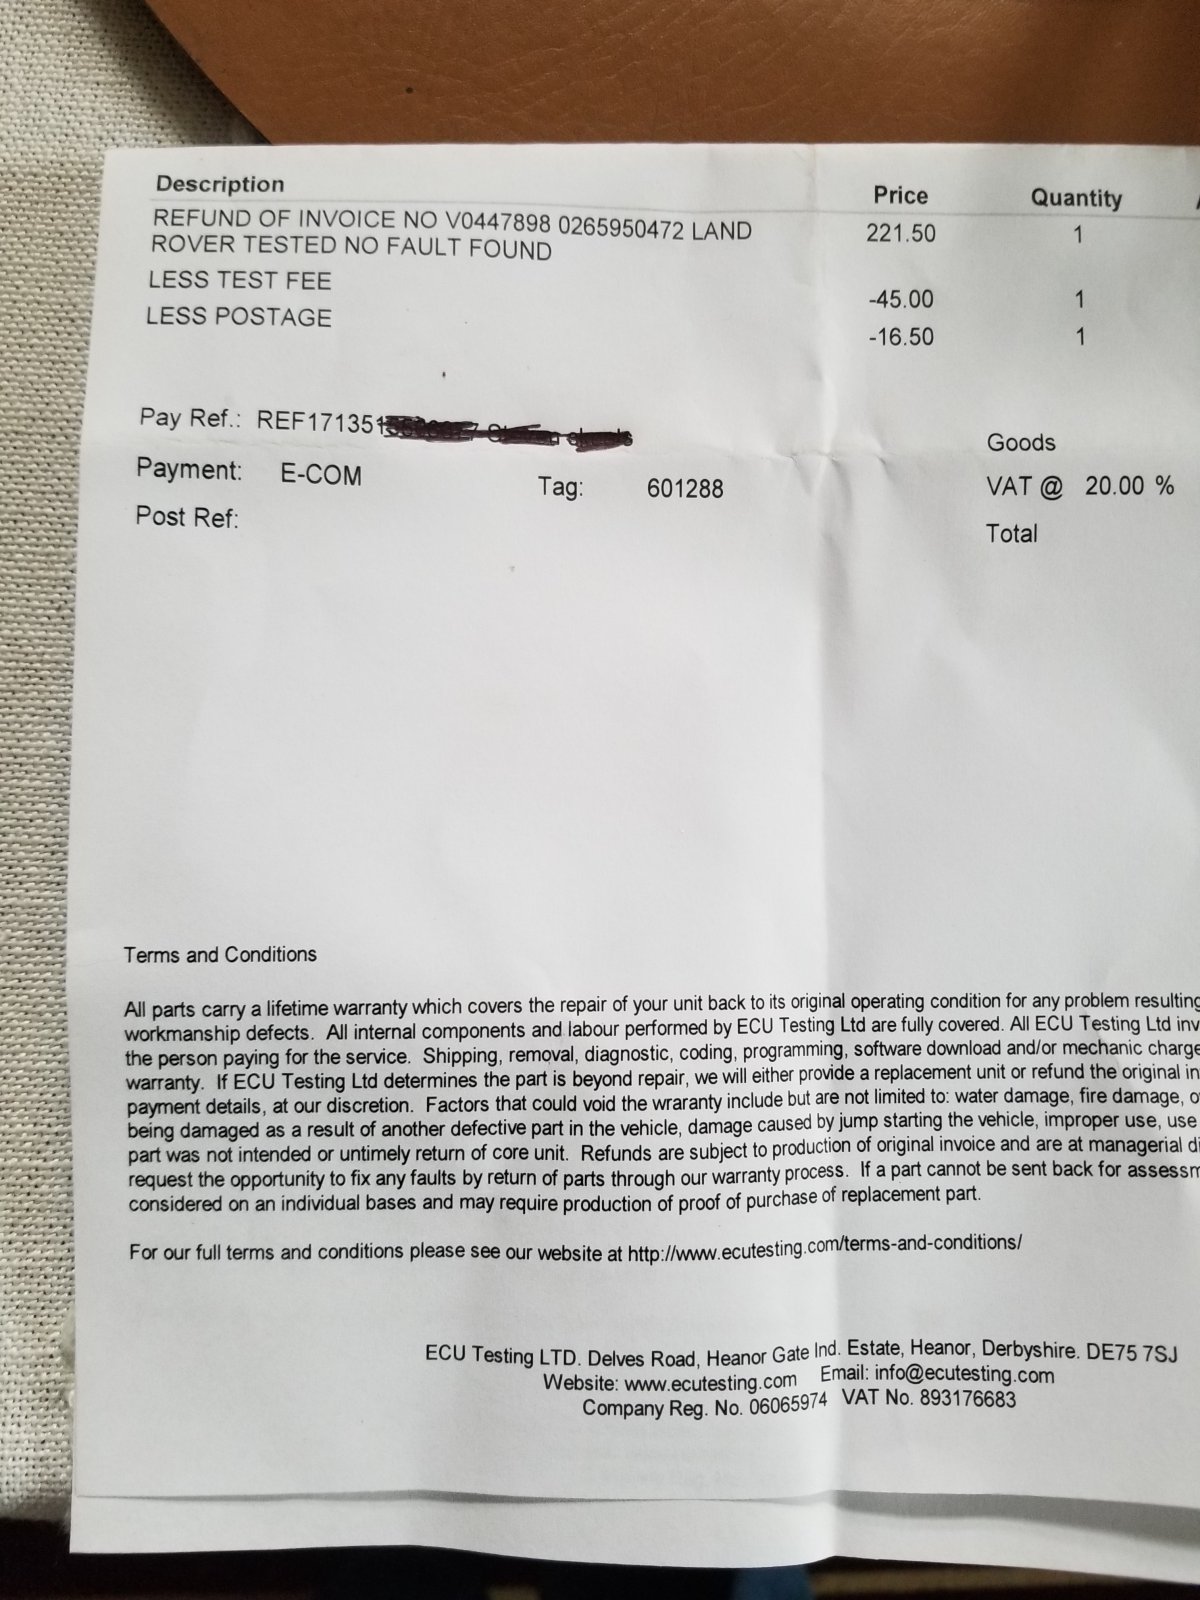 Description Price Quantity
REFUND OF INVOICE NO V0447898 0265950472 LAND 221.50 1
ROVER TESTED NO FAULT FOUND
LESS TEST FEE -45.00 1
LESS POSTAGE -16.50 1
Pay Ref.: REF171351
Goods
Payment: E-COM Tag: 601288 VAT @ 20.00 %
Post Ref:
Total
Terms and Conditions
All parts carry a lifetime warranty which covers the repair of your unit back to its original operating condition for any problem resulting
workmanship defects. All internal components and labour performed by ECU Testing Ltd are fully covered. All ECU Testing Ltd inv
the person paying for the service. Shipping, removal, diagnostic, coding, programming, software download and/or mechanic charge
warranty. If ECU Testing Ltd determines the part is beyond repair, we will either provide a replacement unit or refund the original in
payment details, at our discretion. Factors that could void the wraranty include but are not limited to: water damage, fire damage, o
being damaged as a result of another defective part in the vehicle, damage caused by jump starting the vehicle, improper use, use
part was not intended or untimely return of core unit. Refunds are subject to production of original invoice and are at managerial di
request the opportunity to fix any faults by return of parts through our warranty process. If a part cannot be sent back for assessm
considered on an individual bases and may require production of proof of purchase of replacement part.
For our full terms and conditions please see our website at http://www.ecutesting.com/terms-and-conditions/
ECU Testing LTD. Delves Road, Heanor Gate Ind. Estate, Heanor, Derbyshire. DE75 7SJ
Website: www.ecutesting.com Email: info@ecutesting.com
Company Reg. No. 06065974 VAT No. 893176683